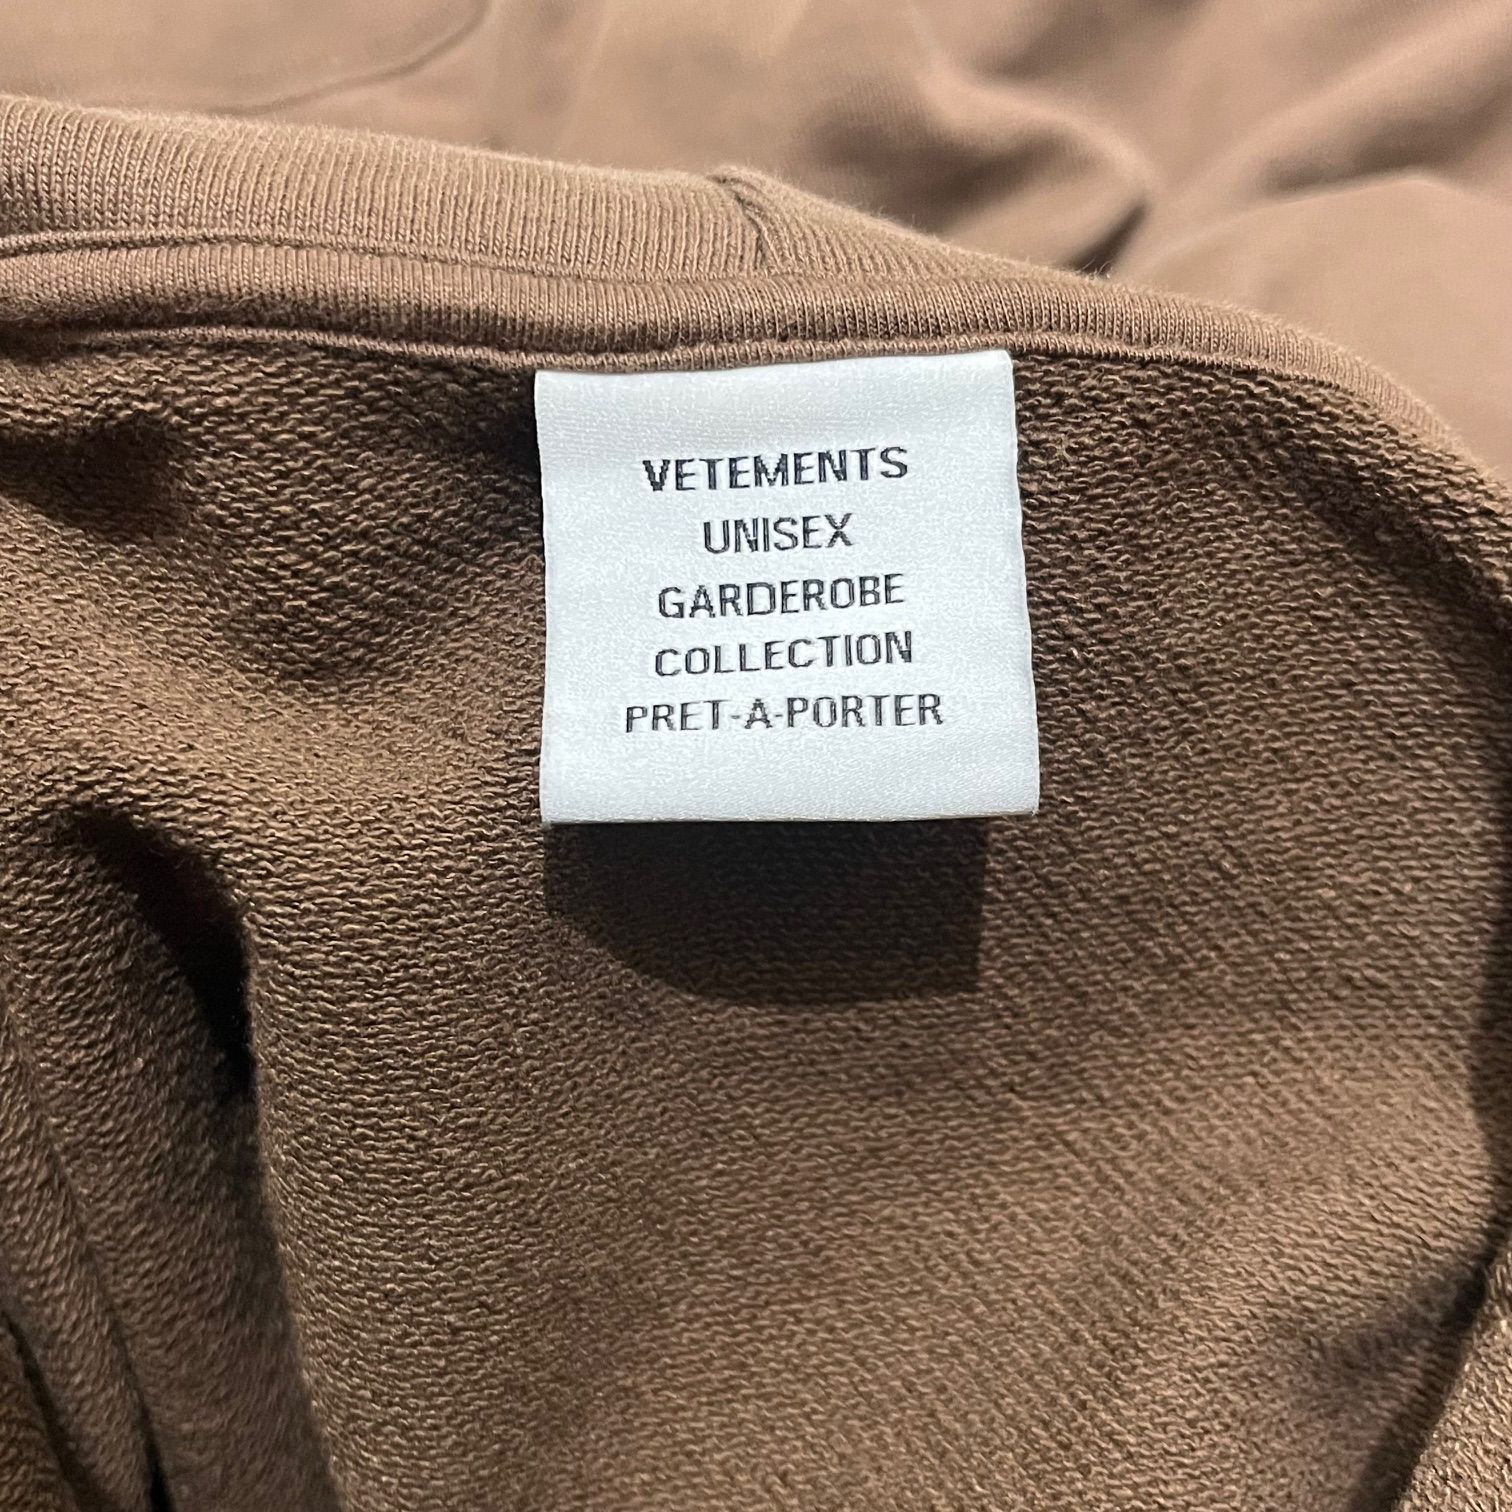 VETEMENTS
UNISEX
GARDEROBE
COLLECTION
PRET-A-PORTER